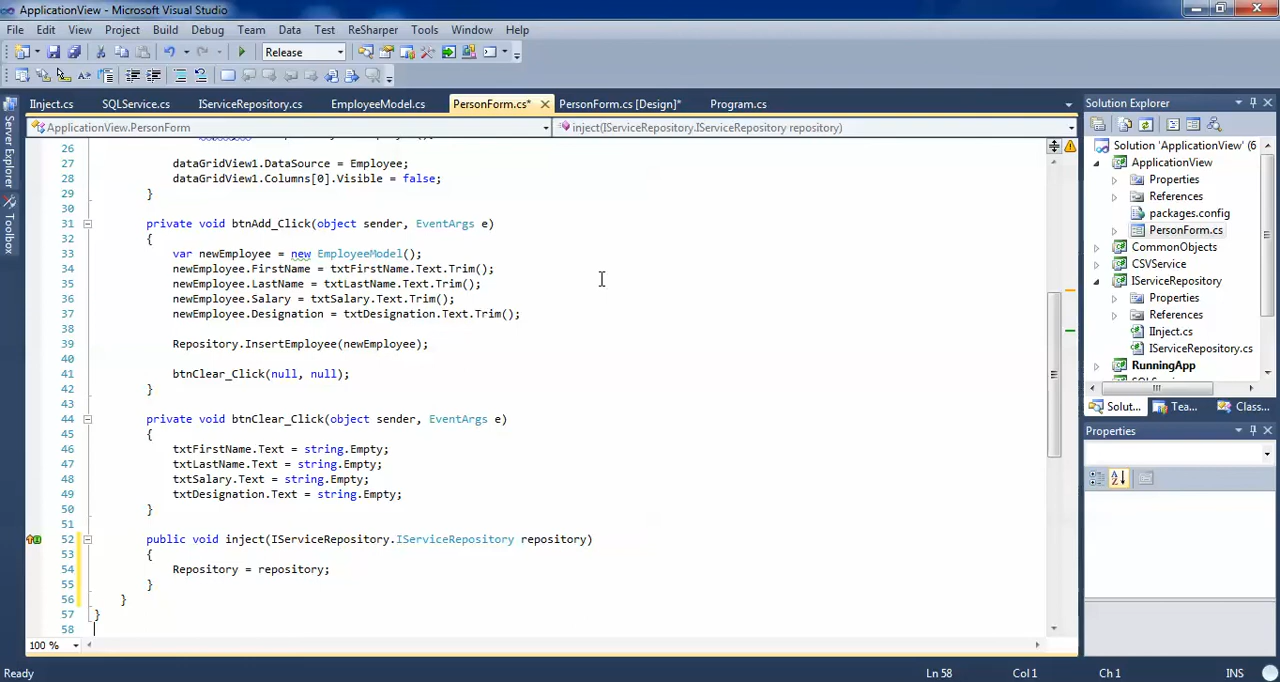 ApplicationView - Microsoft Visual Studio
File Edit View Project Build Debug Team Data Test ReSharper Tools Window Help
Release
IInject.cs SQLService.cs IServiceRepository.cs EmployeeModel.cs PersonForm.cs* PersonForm.cs [Design]* Program.cs
ApplicationView.PersonForm inject(IServiceRepository.IServiceRepository repository)
Server Explorer
Toolbox
26
27 dataGridView1.DataSource = Employee;
28 dataGridView1.Columns[0].Visible = false;
29 }
30
31 private void btnAdd_Click(object sender, EventArgs e)
32 {
33 var newEmployee = new EmployeeModel();
34 newEmployee.FirstName = txtFirstName.Text.Trim();
35 newEmployee.LastName = txtLastName.Text.Trim();
36 newEmployee.Salary = txtSalary.Text.Trim();
37 newEmployee.Designation = txtDesignation.Text.Trim();
38
39 Repository.InsertEmployee(newEmployee);
40
41 btnClear_Click(null, null);
42 }
43
44 private void btnClear_Click(object sender, EventArgs e)
45 {
46 txtFirstName.Text = string.Empty;
47 txtLastName.Text = string.Empty;
48 txtSalary.Text = string.Empty;
49 txtDesignation.Text = string.Empty;
50 }
51
52 public void inject(IServiceRepository.IServiceRepository repository)
53 {
54 Repository = repository;
55 }
56 }
57 }
58
100 %
Solution Explorer
Solution 'ApplicationView' (6
ApplicationView
Properties
References
packages.config
PersonForm.cs
CommonObjects
CSVService
IServiceRepository
Properties
References
IInject.cs
IServiceRepository.cs
RunningApp
Solut... Tea... Class...
Properties
Ready Ln 58 Col 1 Ch 1 INS